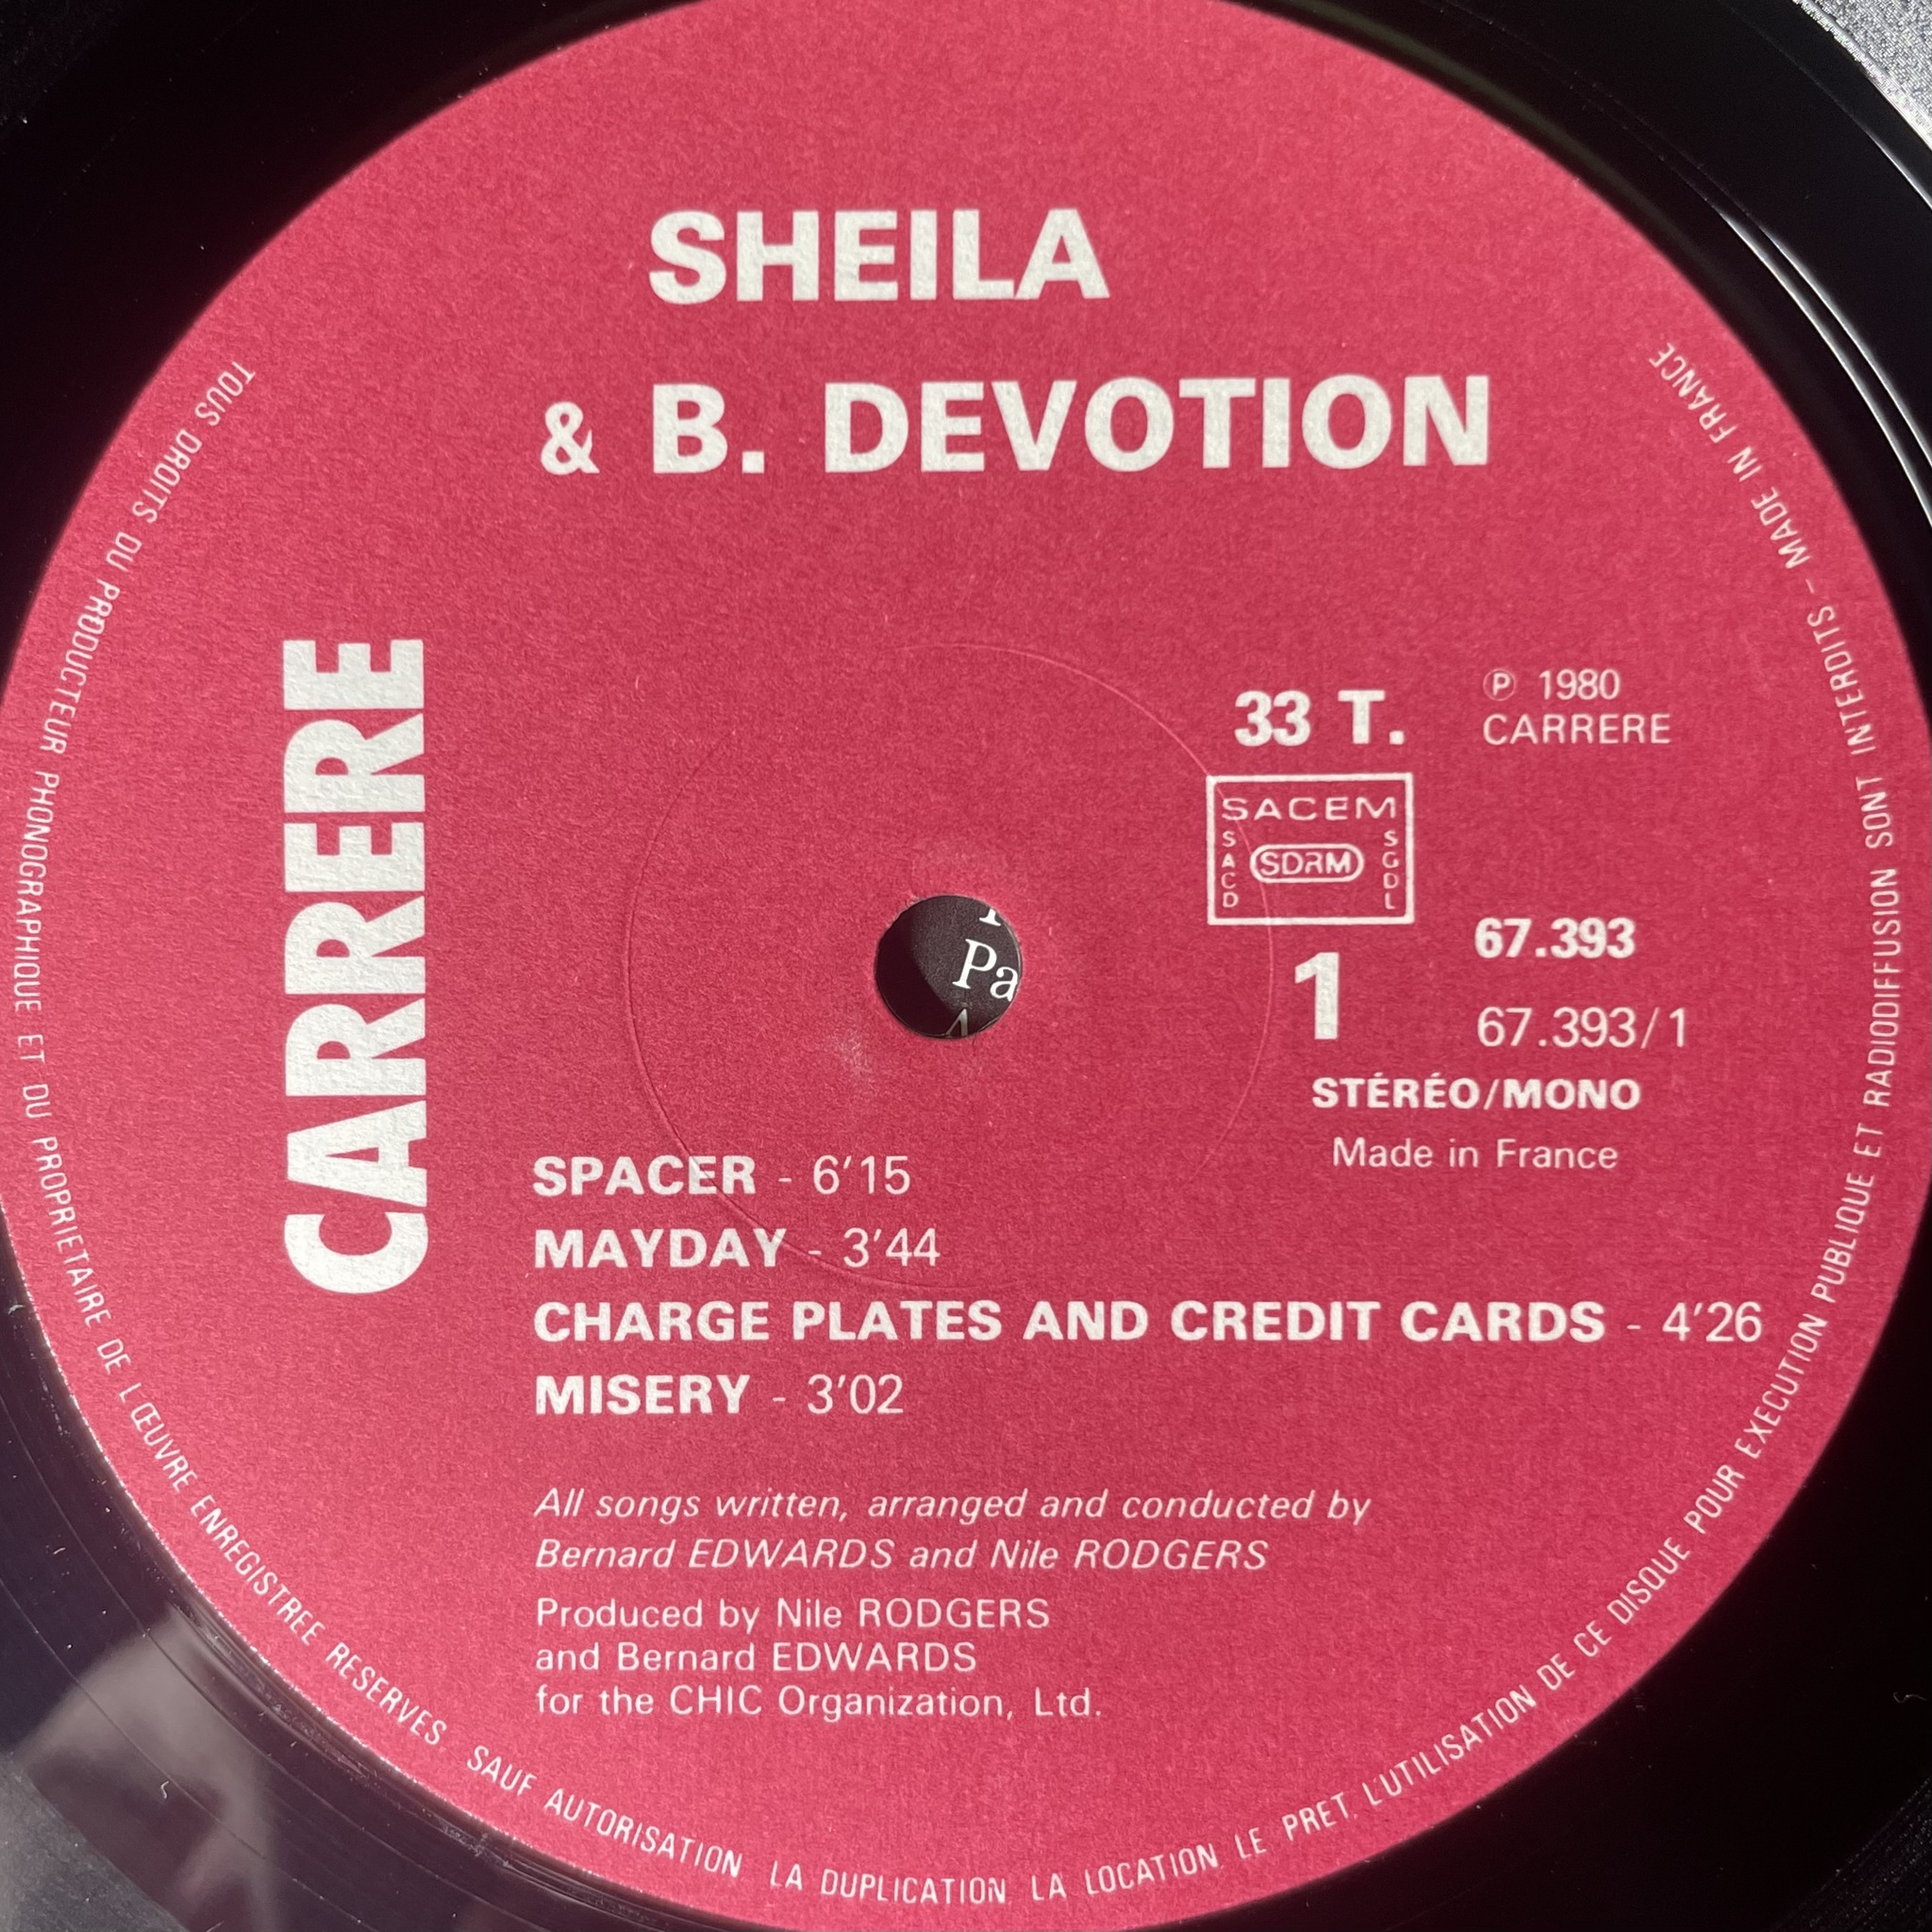 SHEILA
& B. DEVOTION
CARRERE
33 T.
℗ 1980
CARRERE
SACEM
SACD
SDRM
SGDL
1
67.393
67.393/1
STÉRÉO/MONO
Made in France
SPACER - 6'15
MAYDAY - 3'44
CHARGE PLATES AND CREDIT CARDS - 4'26
MISERY - 3'02
All songs written, arranged and conducted by
Bernard EDWARDS and Nile RODGERS
Produced by Nile RODGERS
and Bernard EDWARDS
for the CHIC Organization, Ltd.
TOUS DROITS DU PRODUCTEUR PHONOGRAPHIQUE ET DU PROPRIETAIRE DE L'ŒUVRE ENREGISTREE RESERVES SAUF AUTORISATION LA DUPLICATION LA LOCATION LE PRET, L'UTILISATION DE CE DISQUE POUR EXECUTION PUBLIQUE ET RADIODIFFUSION SONT INTERDITS - MADE IN FRANCE
Pa